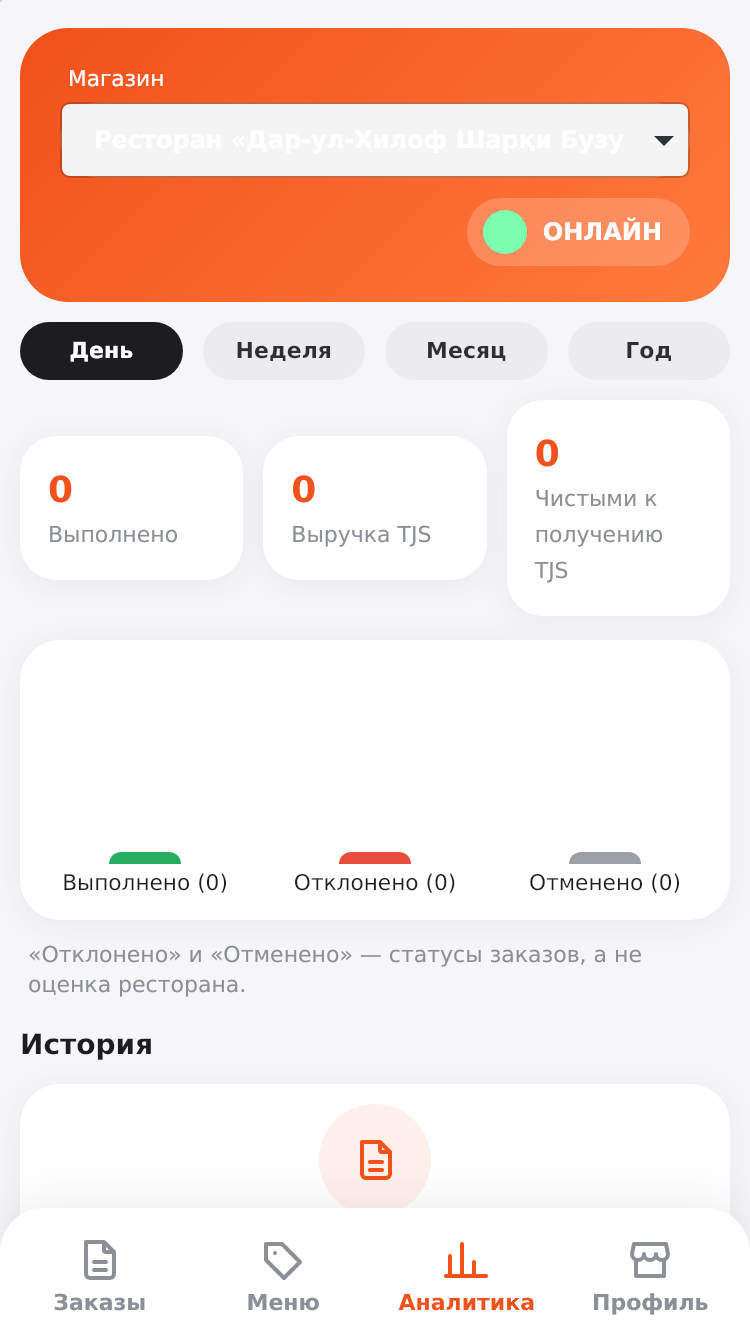 Магазин
Ресторан «Дар-ул-Хилоф Шарқи Бузу
ОНЛАЙН
День
Неделя
Месяц
Год
0
Выполнено
0
Выручка TJS
0
Чистыми к
получению
TJS
Выполнено (0)
Отклонено (0)
Отменено (0)
«Отклонено» и «Отменено» — статусы заказов, а не
оценка ресторана.
История
Заказы
Меню
Аналитика
Профиль